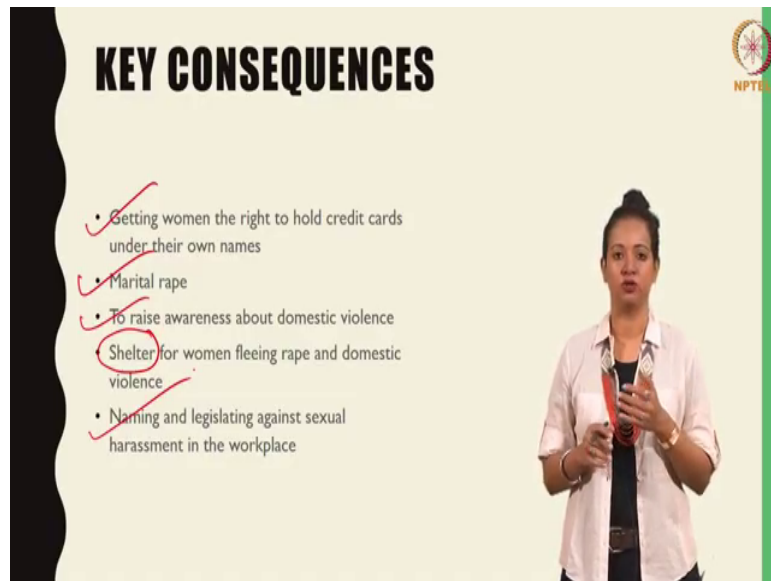 KEY CONSEQUENCES
NPTEL
• Getting women the right to hold credit cards
under their own names
• Marital rape
• To raise awareness about domestic violence
• Shelter for women fleeing rape and domestic
violence
• Naming and legislating against sexual
harassment in the workplace